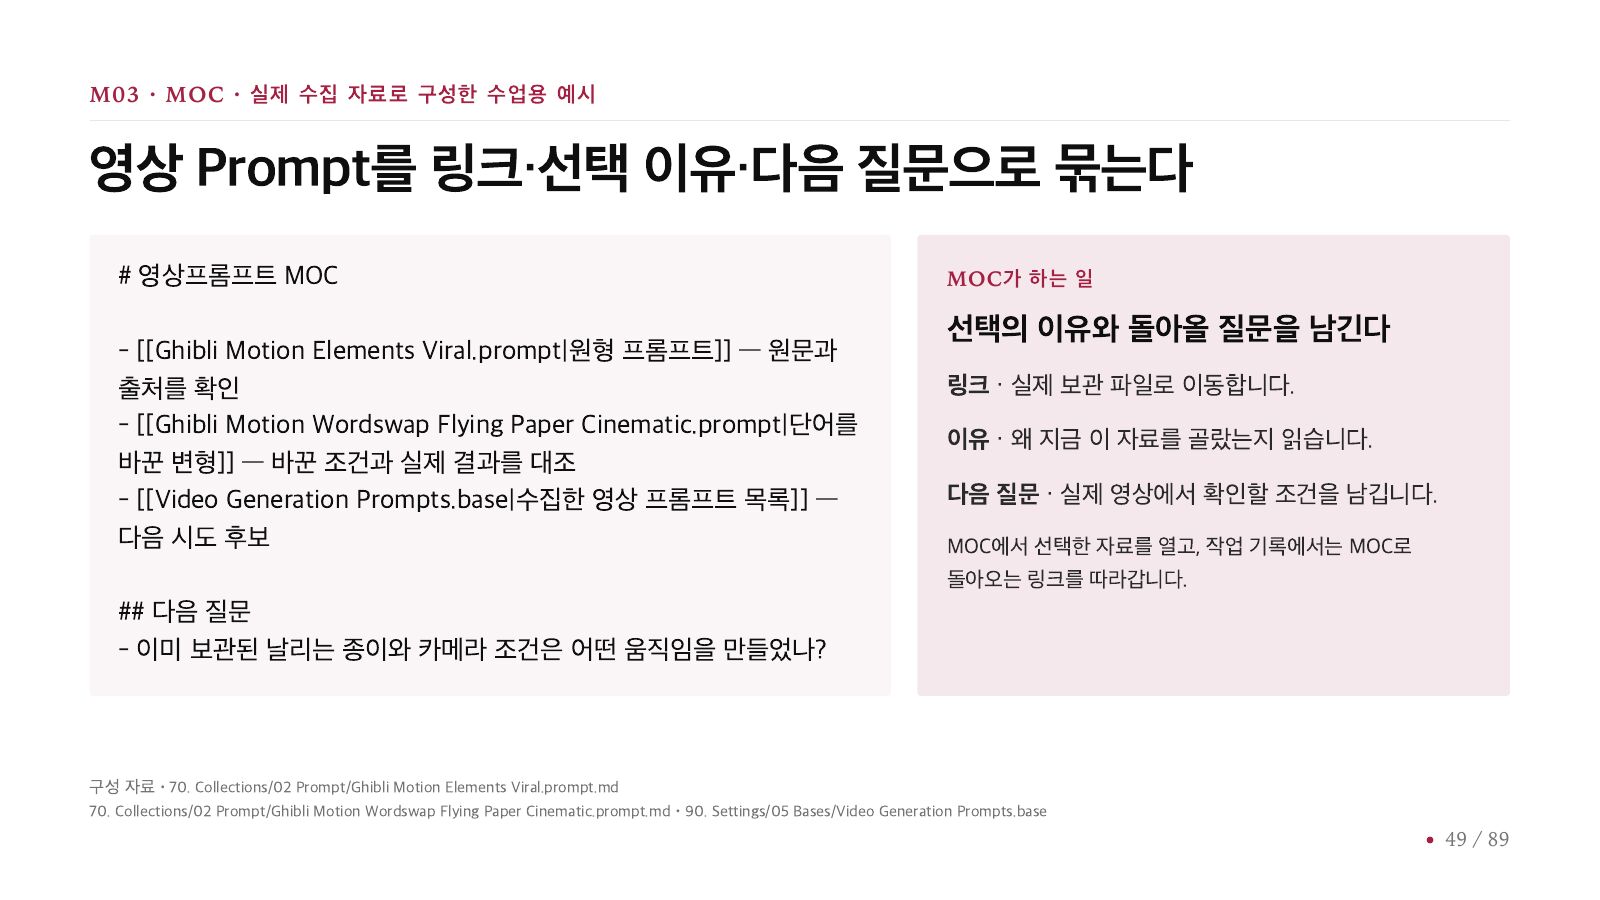 M03 · MOC · 실제 수집 자료로 구성한 수업용 예시
영상 Prompt를 링크·선택 이유·다음 질문으로 묶는다
# 영상프롬프트 MOC
- [[Ghibli Motion Elements Viral.prompt|원형 프롬프트]] — 원문과
출처를 확인
- [[Ghibli Motion Wordswap Flying Paper Cinematic.prompt|단어를
바꾼 변형]] — 바꾼 조건과 실제 결과를 대조
- [[Video Generation Prompts.base|수집한 영상 프롬프트 목록]] —
다음 시도 후보
## 다음 질문
- 이미 보관된 날리는 종이와 카메라 조건은 어떤 움직임을 만들었나?
MOC가 하는 일
선택의 이유와 돌아올 질문을 남긴다
링크 · 실제 보관 파일로 이동합니다.
이유 · 왜 지금 이 자료를 골랐는지 읽습니다.
다음 질문 · 실제 영상에서 확인할 조건을 남깁니다.
MOC에서 선택한 자료를 열고, 작업 기록에서는 MOC로
돌아오는 링크를 따라갑니다.
구성 자료 · 70. Collections/02 Prompt/Ghibli Motion Elements Viral.prompt.md
70. Collections/02 Prompt/Ghibli Motion Wordswap Flying Paper Cinematic.prompt.md · 90. Settings/05 Bases/Video Generation Prompts.base
• 49 / 89